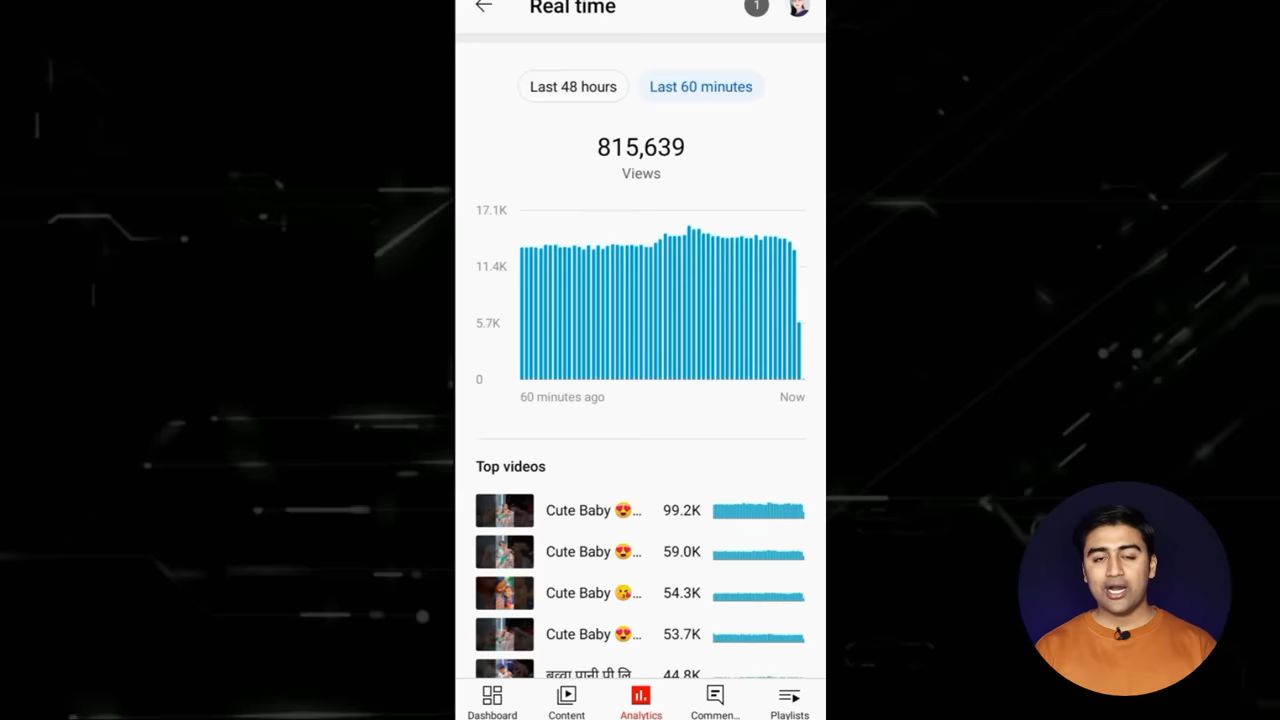 Real time
1
Last 48 hours
Last 60 minutes
815,639
Views
17.1K
11.4K
5.7K
0
60 minutes ago
Now
Top videos
Cute Baby 😍... 99.2K
Cute Baby 😍... 59.0K
Cute Baby 😘... 54.3K
Cute Baby 😍... 53.7K
44.8K
Dashboard
Content
Analytics
Commen...
Playlists